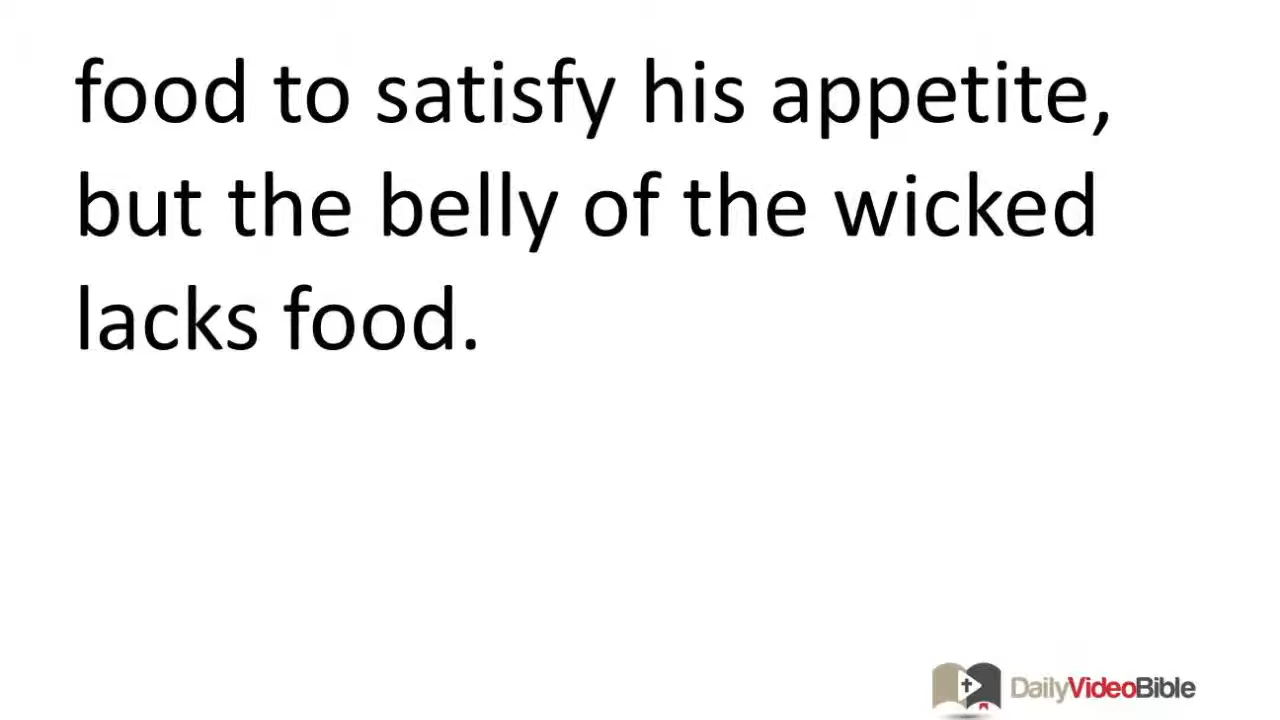 food to satisfy his appetite,
but the belly of the wicked
lacks food.
DailyVideoBible